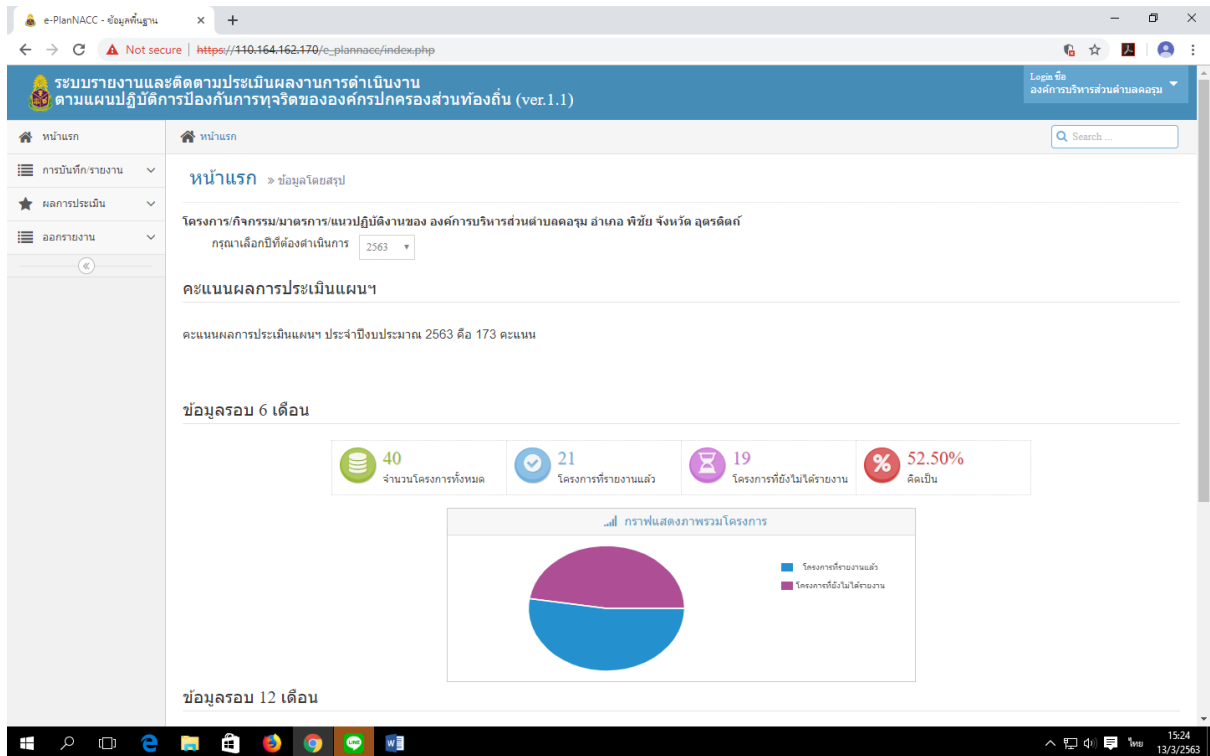 e-PlanNACC - ข้อมูลพื้นฐาน
Not secure | https://110.164.162.170/e_plannacc/index.php
ระบบรายงานและติดตามประเมินผลงานการดำเนินงาน
ตามแผนปฏิบัติการป้องกันการทุจริตขององค์กรปกครองส่วนท้องถิ่น (ver.1.1)
Login ชื่อ
องค์การบริหารส่วนตำบลคอรุม
หน้าแรก
หน้าแรก
Search ...
การบันทึก/รายงาน
ผลการประเมิน
ออกรายงาน
หน้าแรก » ข้อมูลโดยสรุป
โครงการ/กิจกรรม/มาตรการ/แนวปฏิบัติงานของ องค์การบริหารส่วนตำบลคอรุม อำเภอ พิชัย จังหวัด อุตรดิตถ์
กรุณาเลือกปีที่ต้องดำเนินการ 2563
คะแนนผลการประเมินแผนฯ
คะแนนผลการประเมินแผนฯ ประจำปีงบประมาณ 2563 คือ 173 คะแนน
ข้อมูลรอบ 6 เดือน
40
จำนวนโครงการทั้งหมด
21
โครงการที่รายงานแล้ว
19
โครงการที่ยังไม่ได้รายงาน
52.50%
คิดเป็น
กราฟแสดงภาพรวมโครงการ
โครงการที่รายงานแล้ว
โครงการที่ยังไม่ได้รายงาน
ข้อมูลรอบ 12 เดือน
LINE
ไทย
15:24
13/3/2563